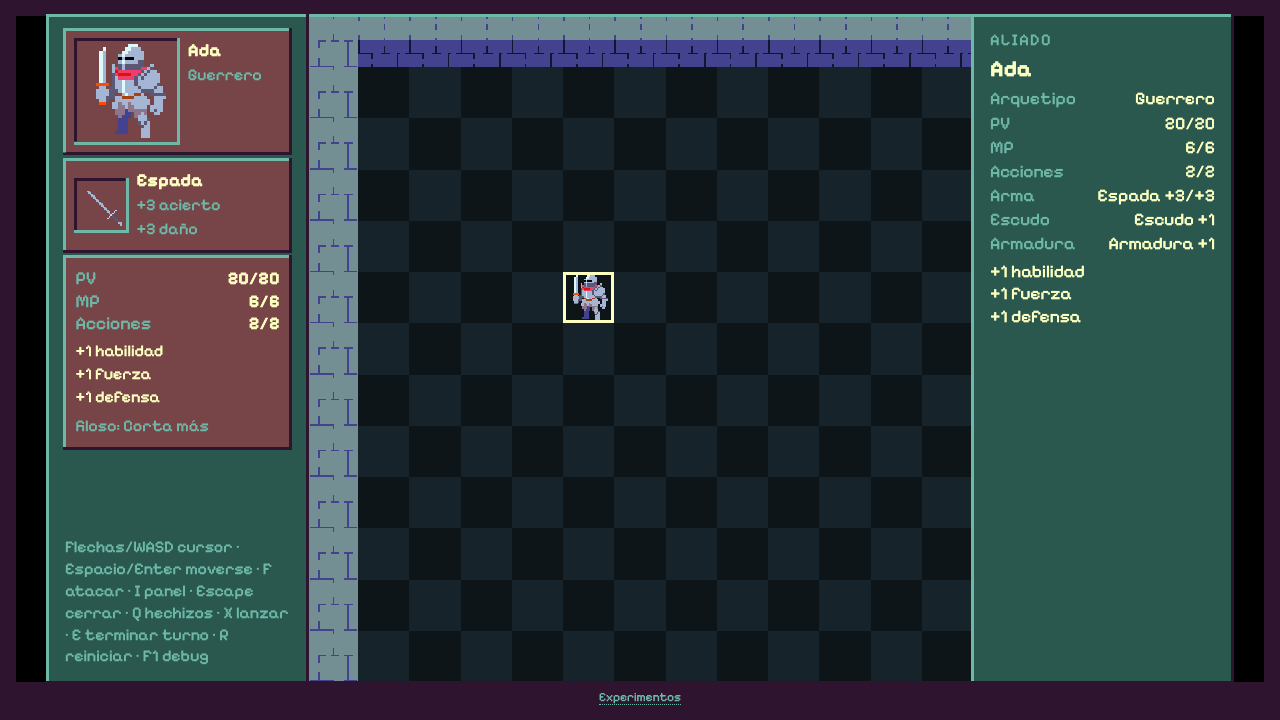 Ada
Guerrero
Espada
+3 acierto
+3 daño
PV 20/20
MP 6/6
Acciones 2/2
+1 habilidad
+1 fuerza
+1 defensa
Aloso: Corta más
Flechas/WASD cursor ·
Espacio/Enter moverse · F
atacar · I panel · Escape
cerrar · Q hechizos · X lanzar
· E terminar turno · R
reiniciar · F1 debug
ALIADO
Ada
Arquetipo Guerrero
PV 20/20
MP 6/6
Acciones 2/2
Arma Espada +3/+3
Escudo Escudo +1
Armadura Armadura +1
+1 habilidad
+1 fuerza
+1 defensa
Experimentos